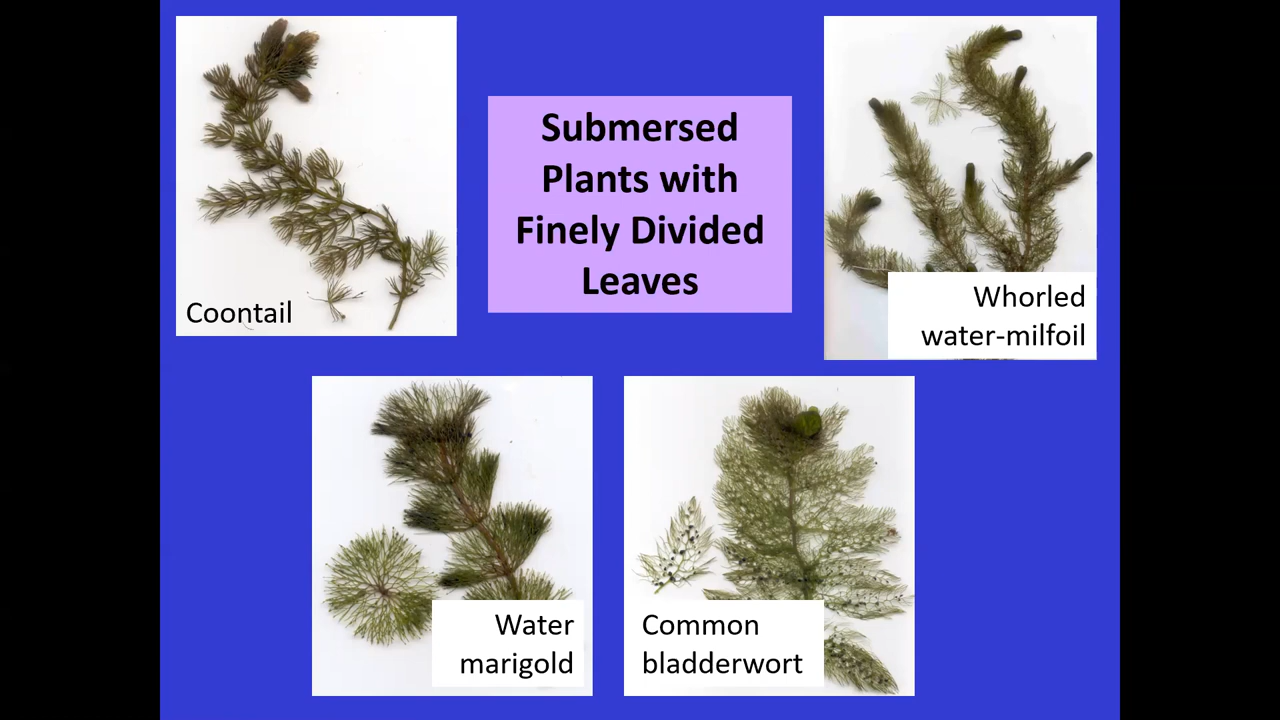 Submersed
Plants with
Finely Divided
Leaves
Coontail
Whorled
water-milfoil
Water
marigold
Common
bladderwort